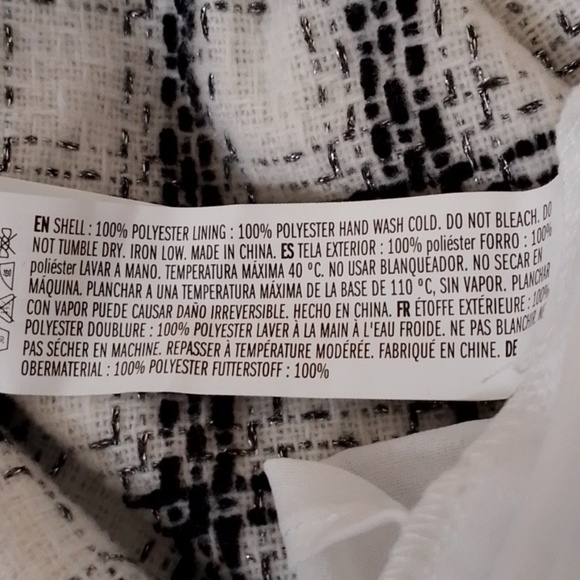 EN SHELL : 100% POLYESTER LINING : 100% POLYESTER HAND WASH COLD. DO NOT BLEACH. DO
NOT TUMBLE DRY. IRON LOW. MADE IN CHINA. ES TELA EXTERIOR : 100% poliéster FORRO : 100%
poliéster LAVAR A MANO. TEMPERATURA MÁXIMA 40 °C. NO USAR BLANQUEADOR. NO SECAR EN
MÁQUINA. PLANCHAR A UNA TEMPERATURA MÁXIMA DE LA BASE DE 110 °C, SIN VAPOR. PLANCHAR
CON VAPOR PUEDE CAUSAR DAÑO IRREVERSIBLE. HECHO EN CHINA. FR ÉTOFFE EXTÉRIEURE : 100%
POLYESTER DOUBLURE : 100% POLYESTER LAVER À LA MAIN À L'EAU FROIDE. NE PAS
PAS SÉCHER EN MACHINE. REPASSER À TEMPÉRATURE MODÉRÉE. FABRIQUÉ EN CHINE. DE
OBERMATERIAL : 100% POLYESTER FUTTERSTOFF : 100%